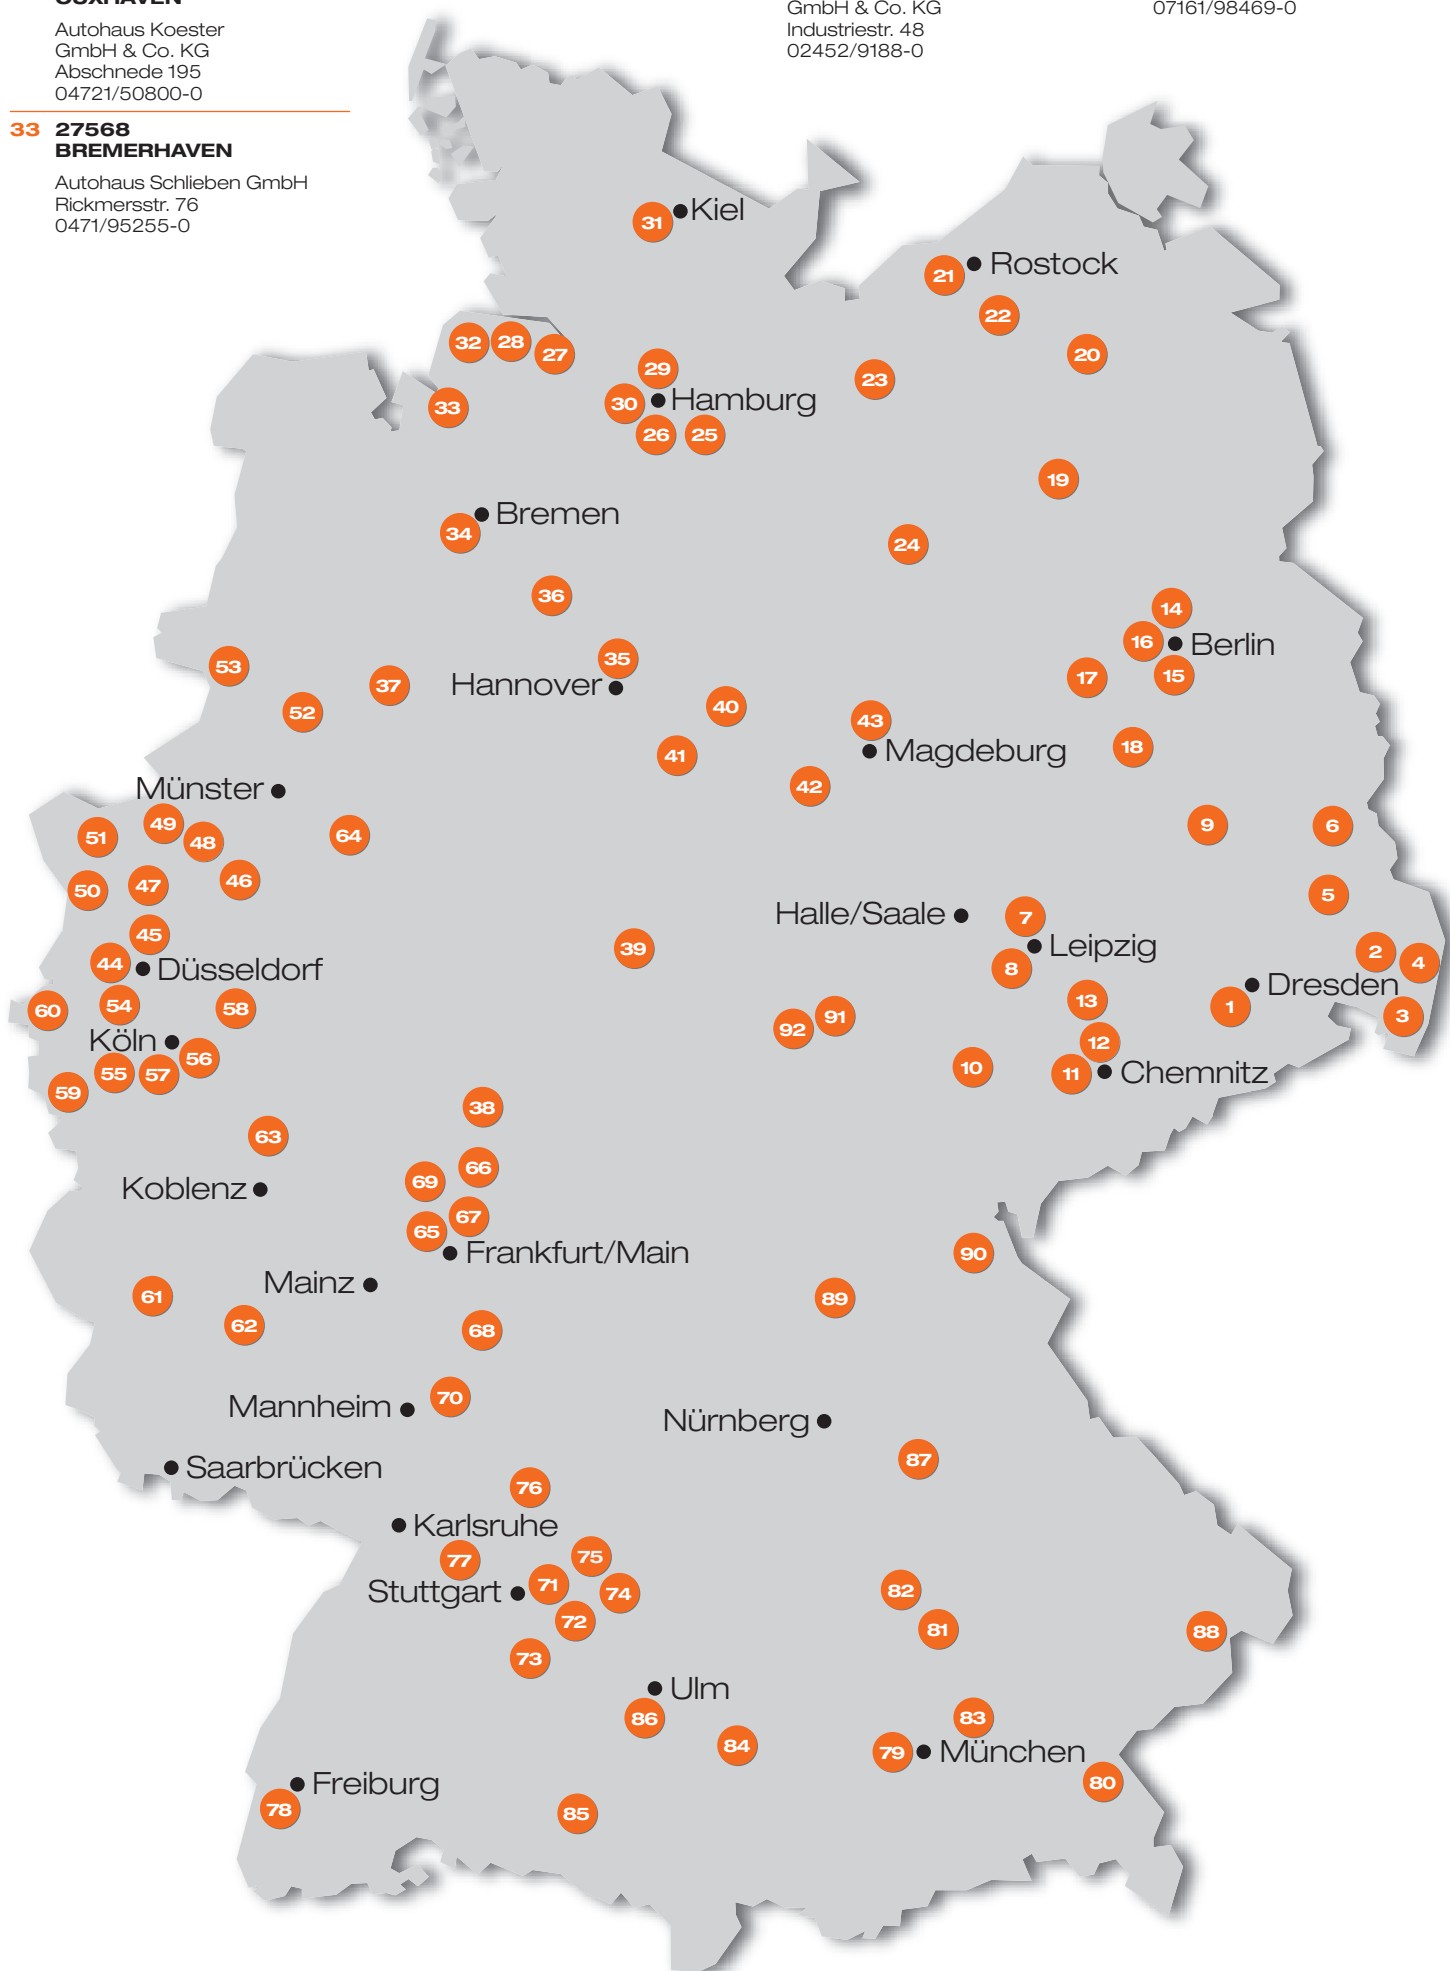 CUXHAVEN
Autohaus Koester
GmbH & Co. KG
Abschnede 195
04721/50800-0
33 27568
BREMERHAVEN
Autohaus Schlieben GmbH
Rickmersstr. 76
0471/95255-0
GmbH & Co. KG
Industriestr. 48
02452/9188-0
07161/98469-0
31
Kiel
21
Rostock
22
32
28
27
20
29
23
33
30
Hamburg
26
25
19
34
Bremen
24
36
14
16
Berlin
53
35
37
Hannover
17
15
52
40
43
41
Magdeburg
18
Münster
42
51
49
48
64
9
6
50
47
46
5
Halle/Saale
7
45
39
Leipzig
44
Düsseldorf
8
2
4
60
54
58
13
Dresden
1
92
91
3
Köln
56
12
55
57
10
11
Chemnitz
59
38
63
69
66
Koblenz
65
67
Frankfurt/Main
90
61
Mainz
89
62
68
Mannheim
70
Nürnberg
Saarbrücken
87
76
Karlsruhe
77
75
Stuttgart
71
74
82
72
81
88
73
Ulm
86
83
84
79
München
Freiburg
80
78
85